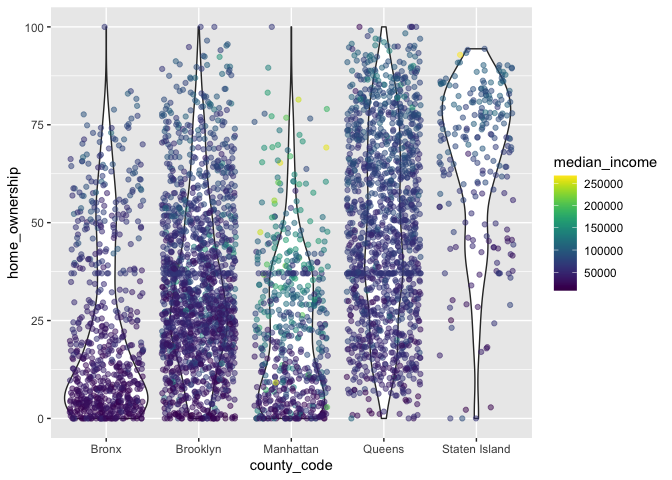 100
75
50
25
0
home_ownership
Bronx
Brooklyn
Manhattan
Queens
Staten Island
county_code
median_income
250000
200000
150000
100000
50000